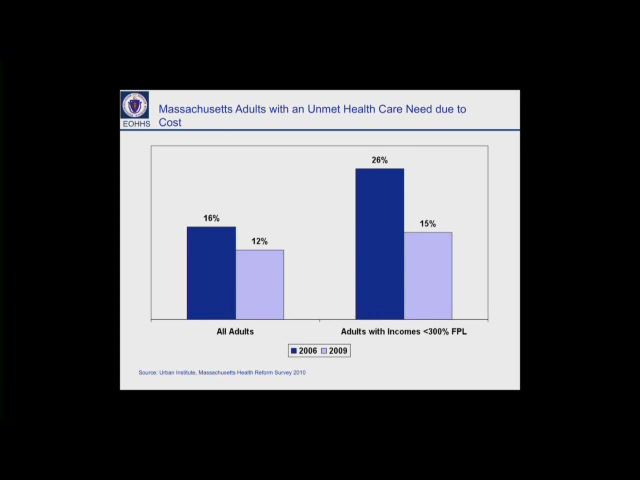 Massachusetts Adults with an Unmet Health Care Need due to
Cost
EOHHS
26%
16%
15%
12%
All Adults
Adults with Incomes <300% FPL
2006 2009
Source: Urban Institute, Massachusetts Health Reform Survey 2010